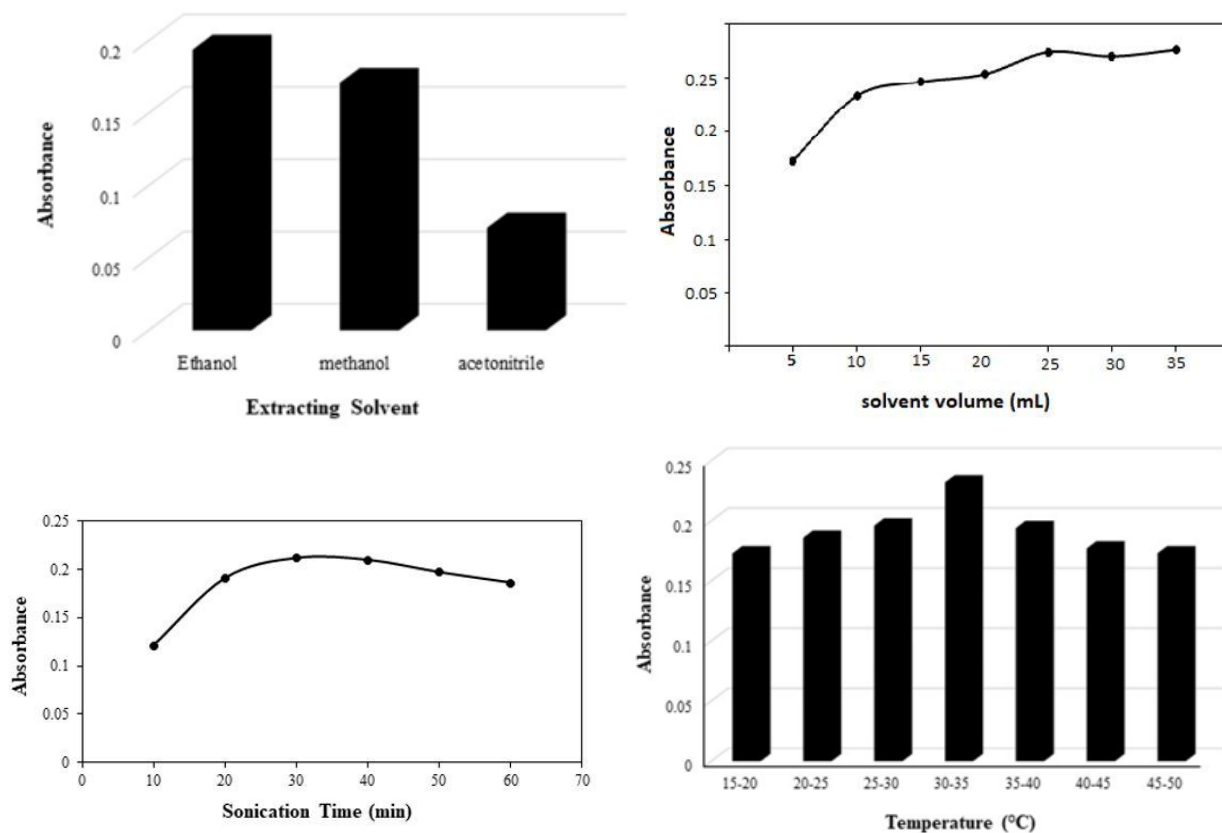 Absorbance
0.2
0.15
0.1
0.05
0
Ethanol methanol acetonitrile
Extracting Solvent
Absorbance
0.25
0.2
0.15
0.1
0.05
5 10 15 20 25 30 35
solvent volume (mL)
Absorbance
0.25
0.2
0.15
0.1
0.05
0
0 10 20 30 40 50 60 70
Sonication Time (min)
Absorbance
0.25
0.2
0.15
0.1
0.05
0
15-20 20-25 25-30 30-35 35-40 40-45 45-50
Temperature (°C)